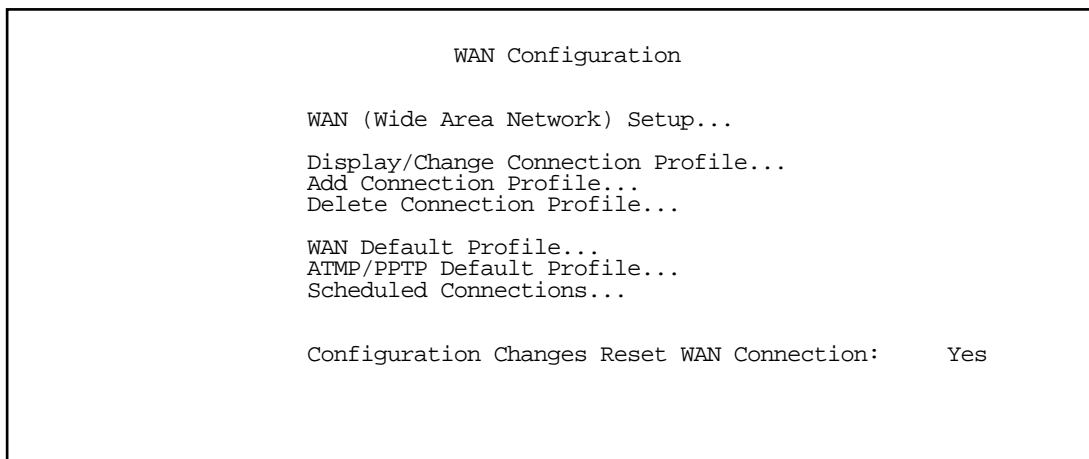 WAN Configuration
WAN (Wide Area Network) Setup...
Display/Change Connection Profile...
Add Connection Profile...
Delete Connection Profile...
WAN Default Profile...
ATMP/PPTP Default Profile...
Scheduled Connections...
Configuration Changes Reset WAN Connection: Yes